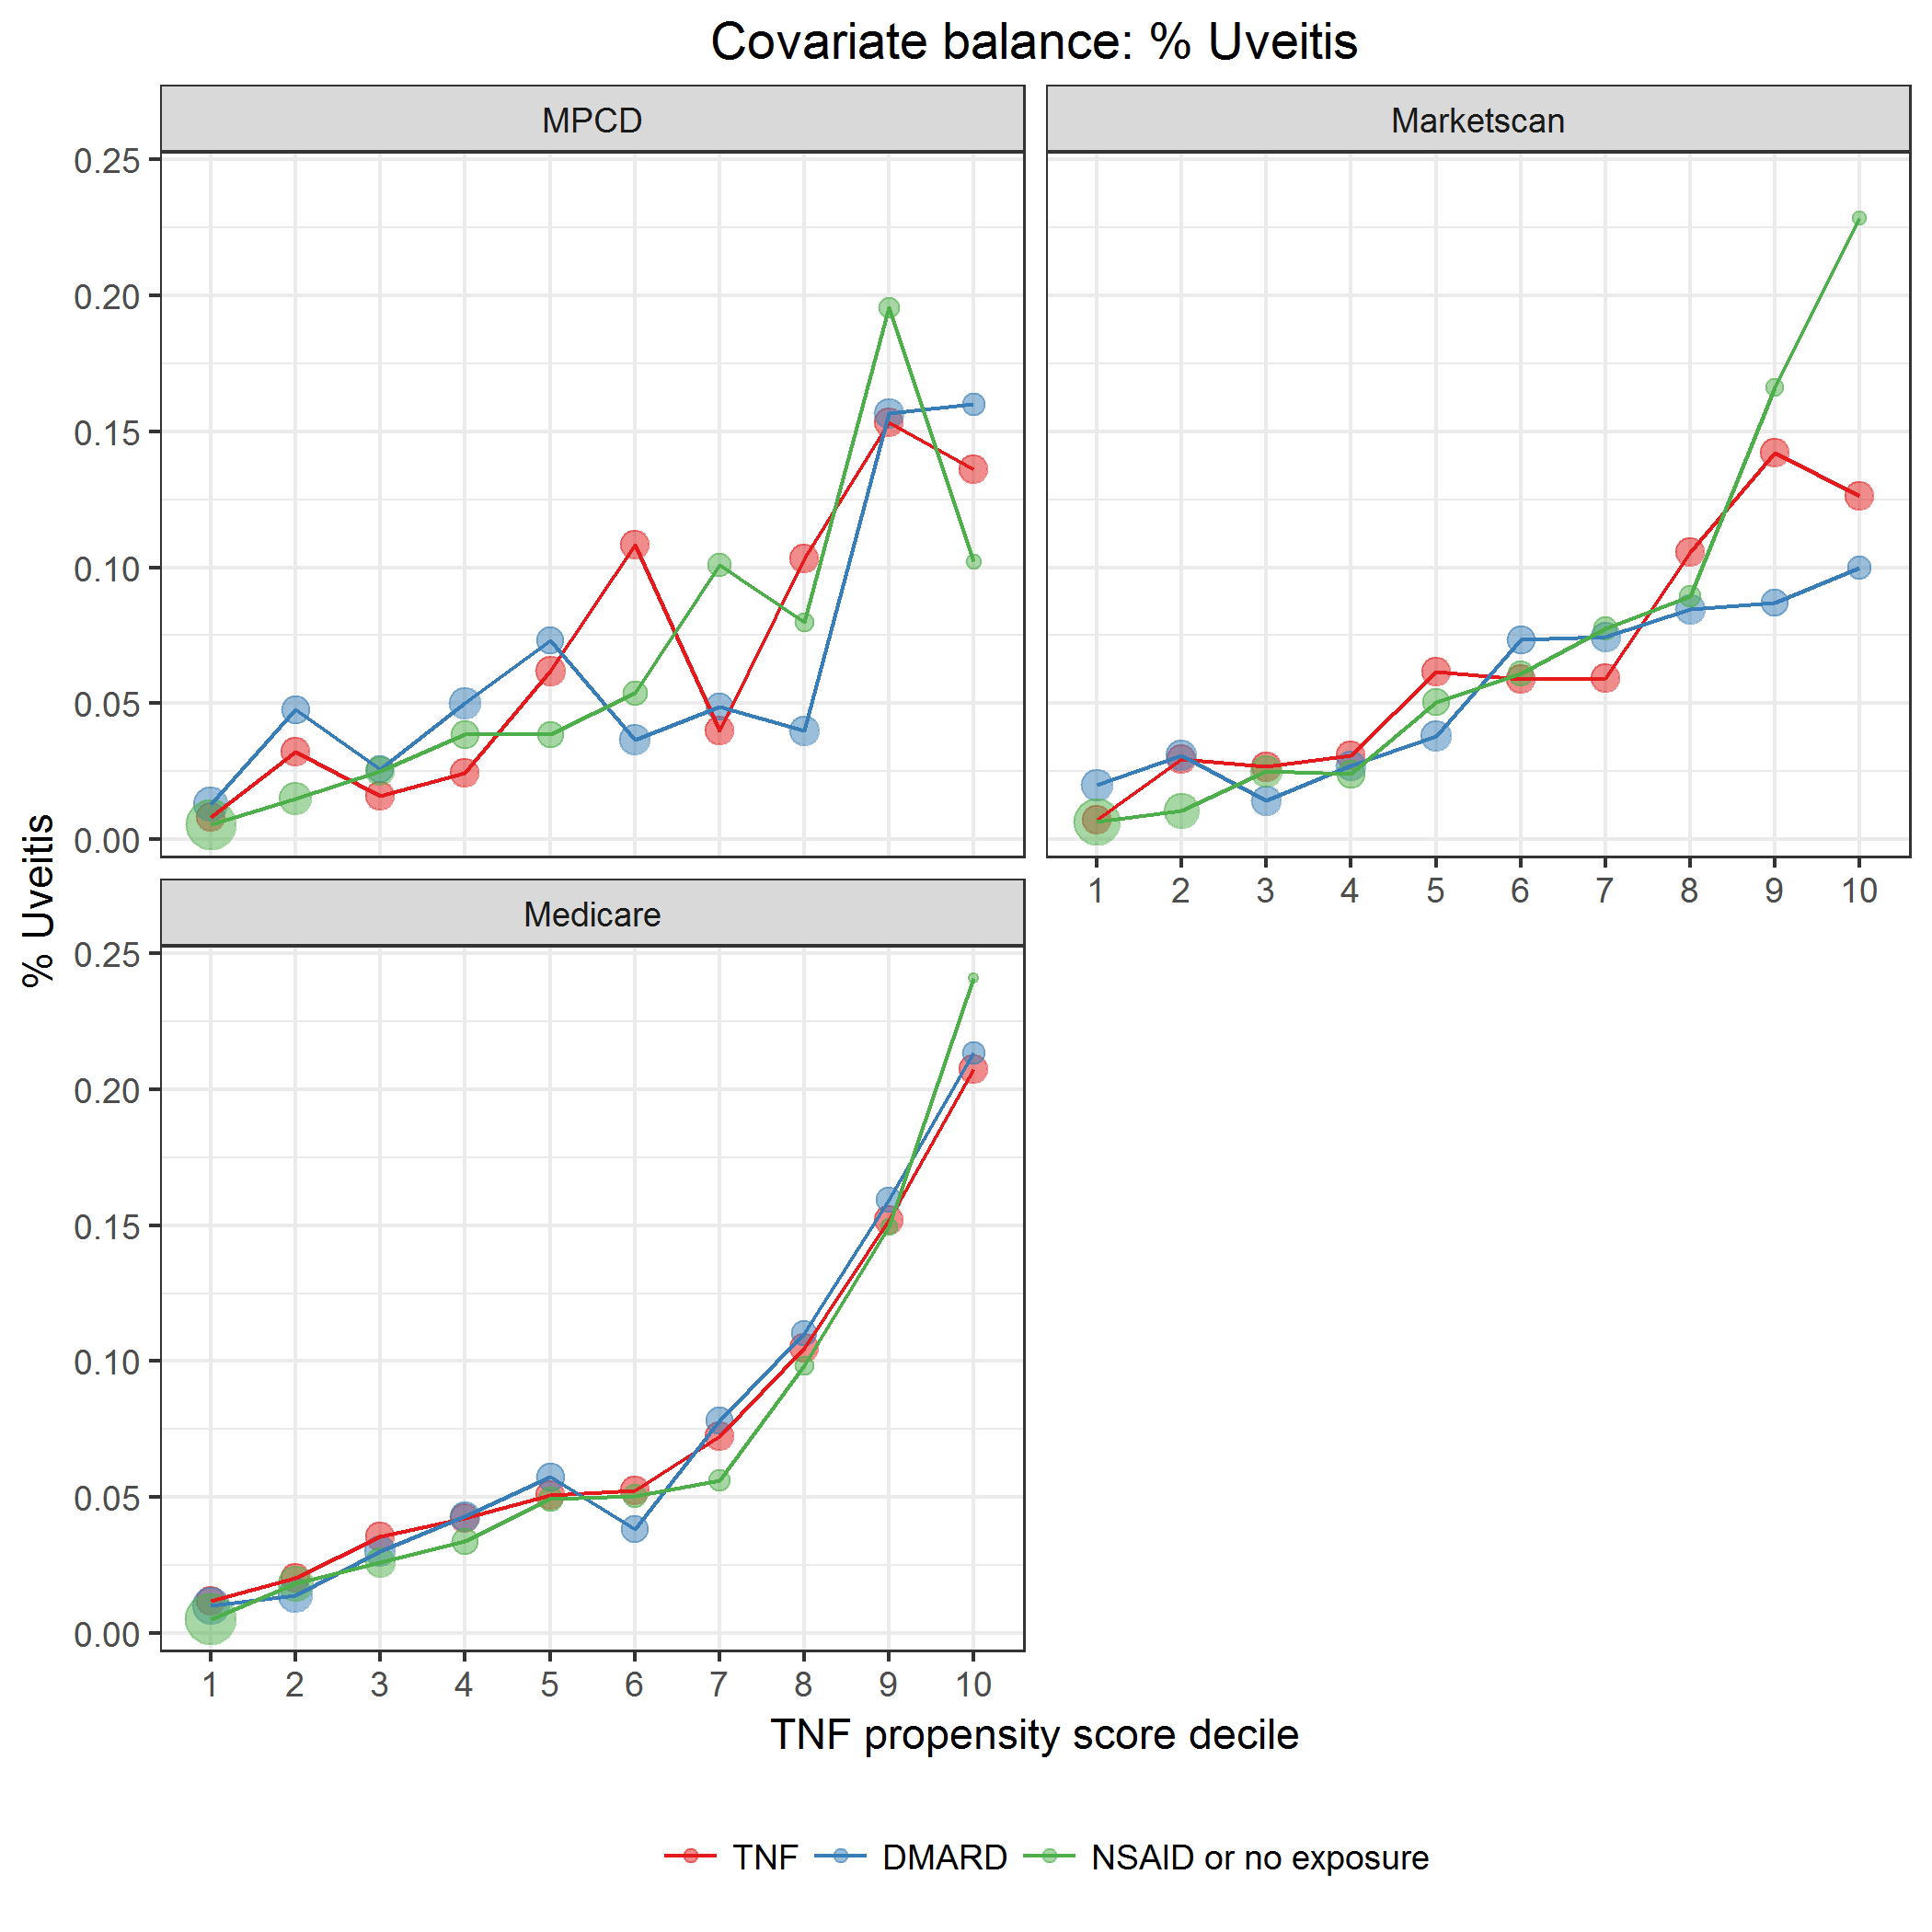 Covariate balance: % Uveitis
MPCD
Marketscan
0.25
0.20
0.15
0.10
0.05
0.00
1 2 3 4 5 6 7 8 9 10
Medicare
0.25
0.20
0.15
0.10
0.05
0.00
1 2 3 4 5 6 7 8 9 10
% Uveitis
TNF propensity score decile
TNF DMARD NSAID or no exposure